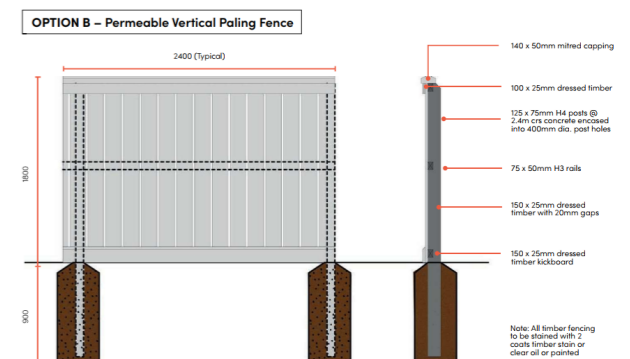 OPTION B – Permeable Vertical Paling Fence
2400 (Typical)
1800
900
140 x 50mm mitred capping
100 x 25mm dressed timber
125 x 75mm H4 posts @
2.4m crs concrete encased
into 400mm dia. post holes
75 x 50mm H3 rails
150 x 25mm dressed
timber with 20mm gaps
150 x 25mm dressed
timber kickboard
Note: All timber fencing
to be stained with 2
coats timber stain or
clear oil or painted